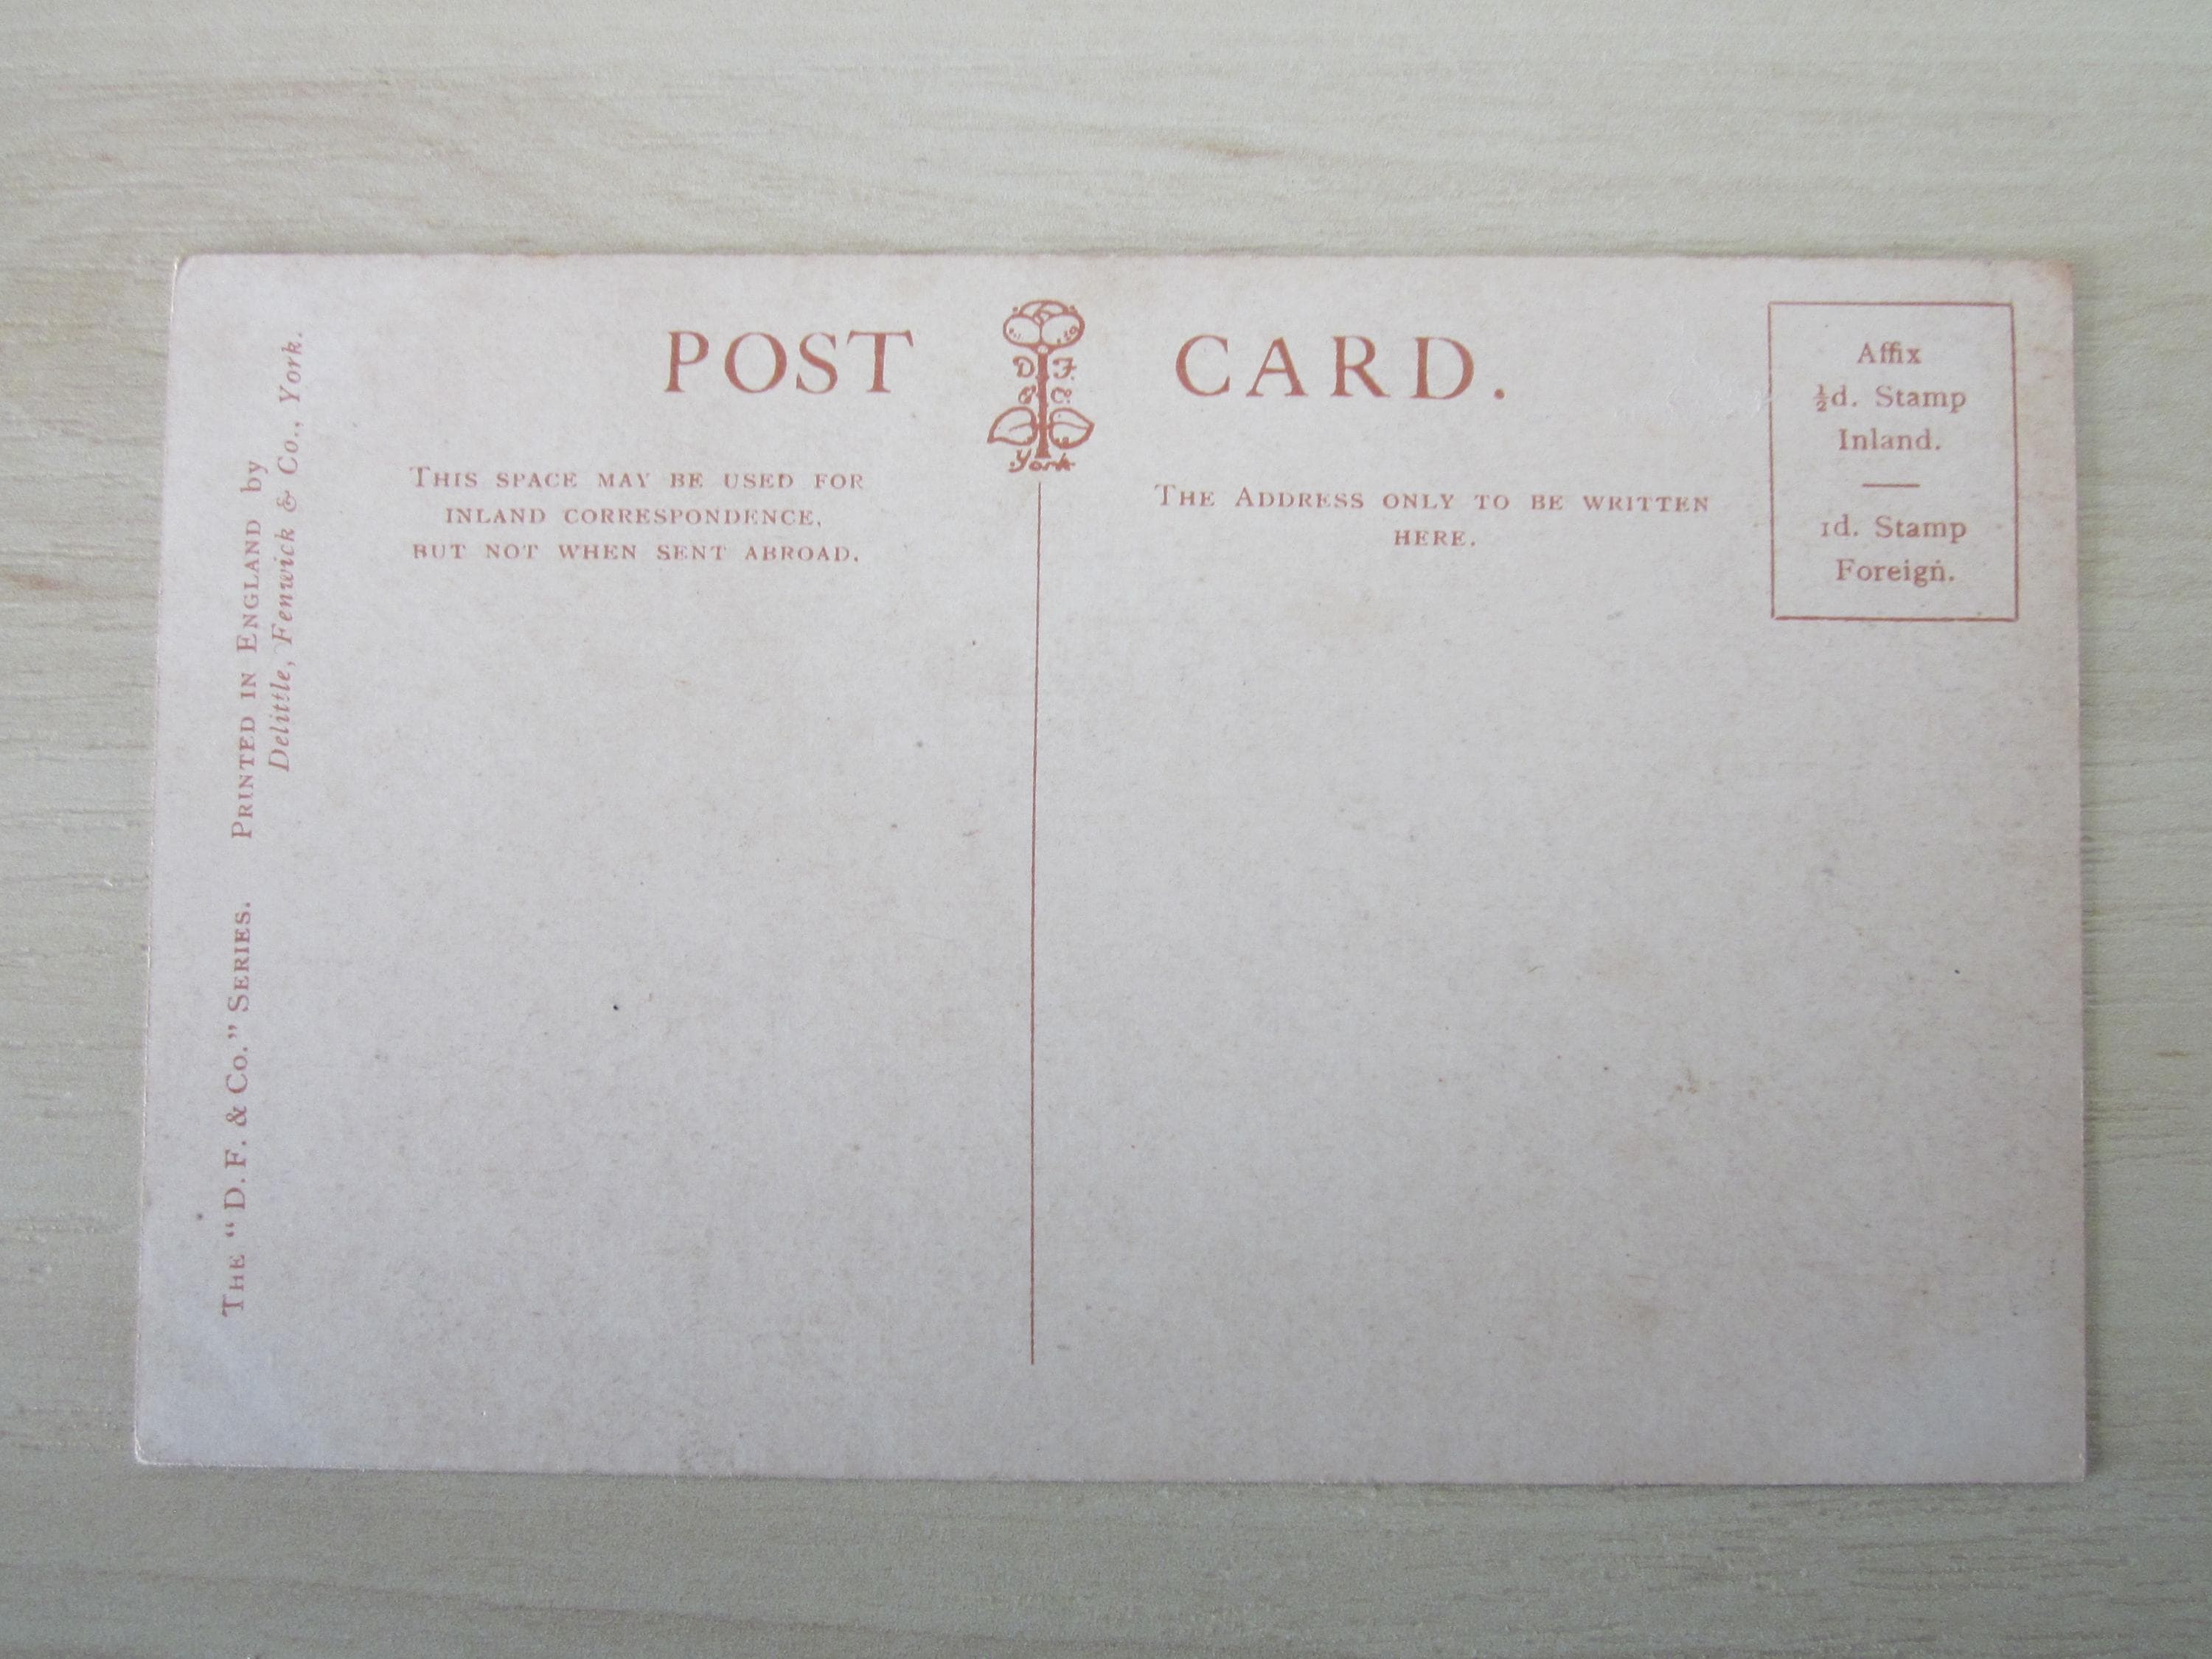 POST CARD.
D. F.
& C.
York
THIS SPACE MAY BE USED FOR
INLAND CORRESPONDENCE,
BUT NOT WHEN SENT ABROAD.
THE ADDRESS ONLY TO BE WRITTEN
HERE.
Affix
½d. Stamp
Inland.
1d. Stamp
Foreign.
THE "D. F. & Co." SERIES. PRINTED IN ENGLAND by
Delittle, Fenwick & Co., York.